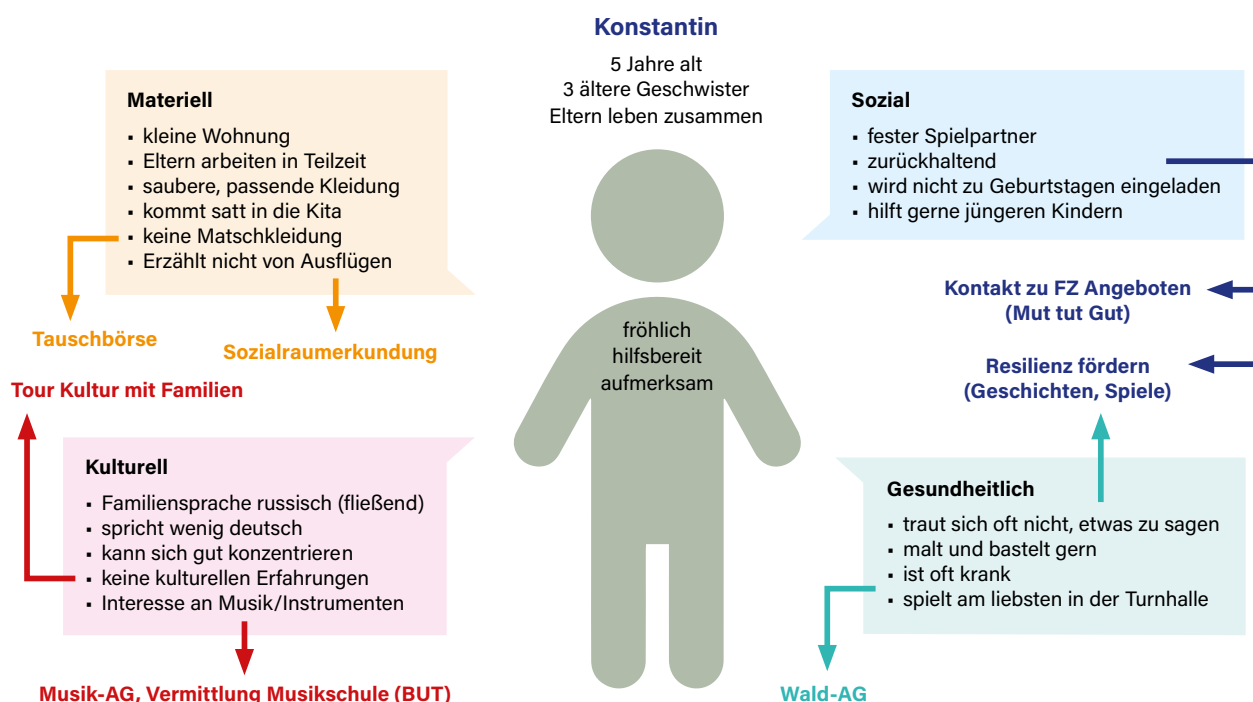 Konstantin
5 Jahre alt
3 ältere Geschwister
Eltern leben zusammen
Materiell
▪ kleine Wohnung
▪ Eltern arbeiten in Teilzeit
▪ saubere, passende Kleidung
▪ kommt satt in die Kita
▪ keine Matschkleidung
▪ Erzählt nicht von Ausflügen
Tauschbörse
Sozialraumerkundung
Sozial
▪ fester Spielpartner
▪ zurückhaltend
▪ wird nicht zu Geburtstagen eingeladen
▪ hilft gerne jüngeren Kindern
Kontakt zu FZ Angeboten
(Mut tut Gut)
Resilienz fördern
(Geschichten, Spiele)
fröhlich
hilfsbereit
aufmerksam
Tour Kultur mit Familien
Kulturell
▪ Familiensprache russisch (fließend)
▪ spricht wenig deutsch
▪ kann sich gut konzentrieren
▪ keine kulturellen Erfahrungen
▪ Interesse an Musik/Instrumenten
Musik-AG, Vermittlung Musikschule (BUT)
Gesundheitlich
▪ traut sich oft nicht, etwas zu sagen
▪ malt und bastelt gern
▪ ist oft krank
▪ spielt am liebsten in der Turnhalle
Wald-AG